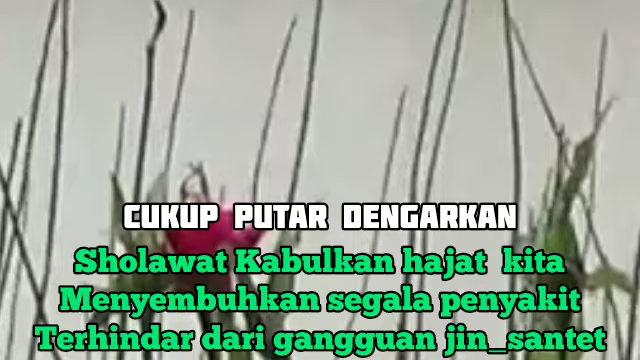 CUKUP PUTAR DENGARKAN
Sholawat Kabulkan hajat kita
Menyembuhkan segala penyakit
Terhindar dari gangguan jin_santet